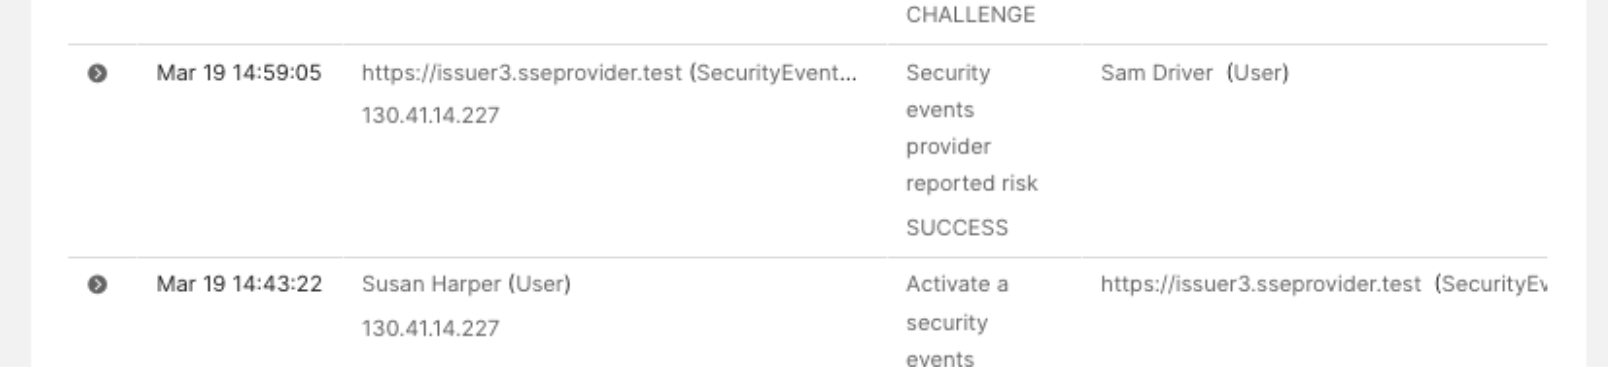 CHALLENGE
Mar 19 14:59:05 https://issuer3.sseprovider.test (SecurityEvent... Security Sam Driver (User)
130.41.14.227 events
provider
reported risk
SUCCESS
Mar 19 14:43:22 Susan Harper (User) Activate a https://issuer3.sseprovider.test (SecurityEv
130.41.14.227 security
events